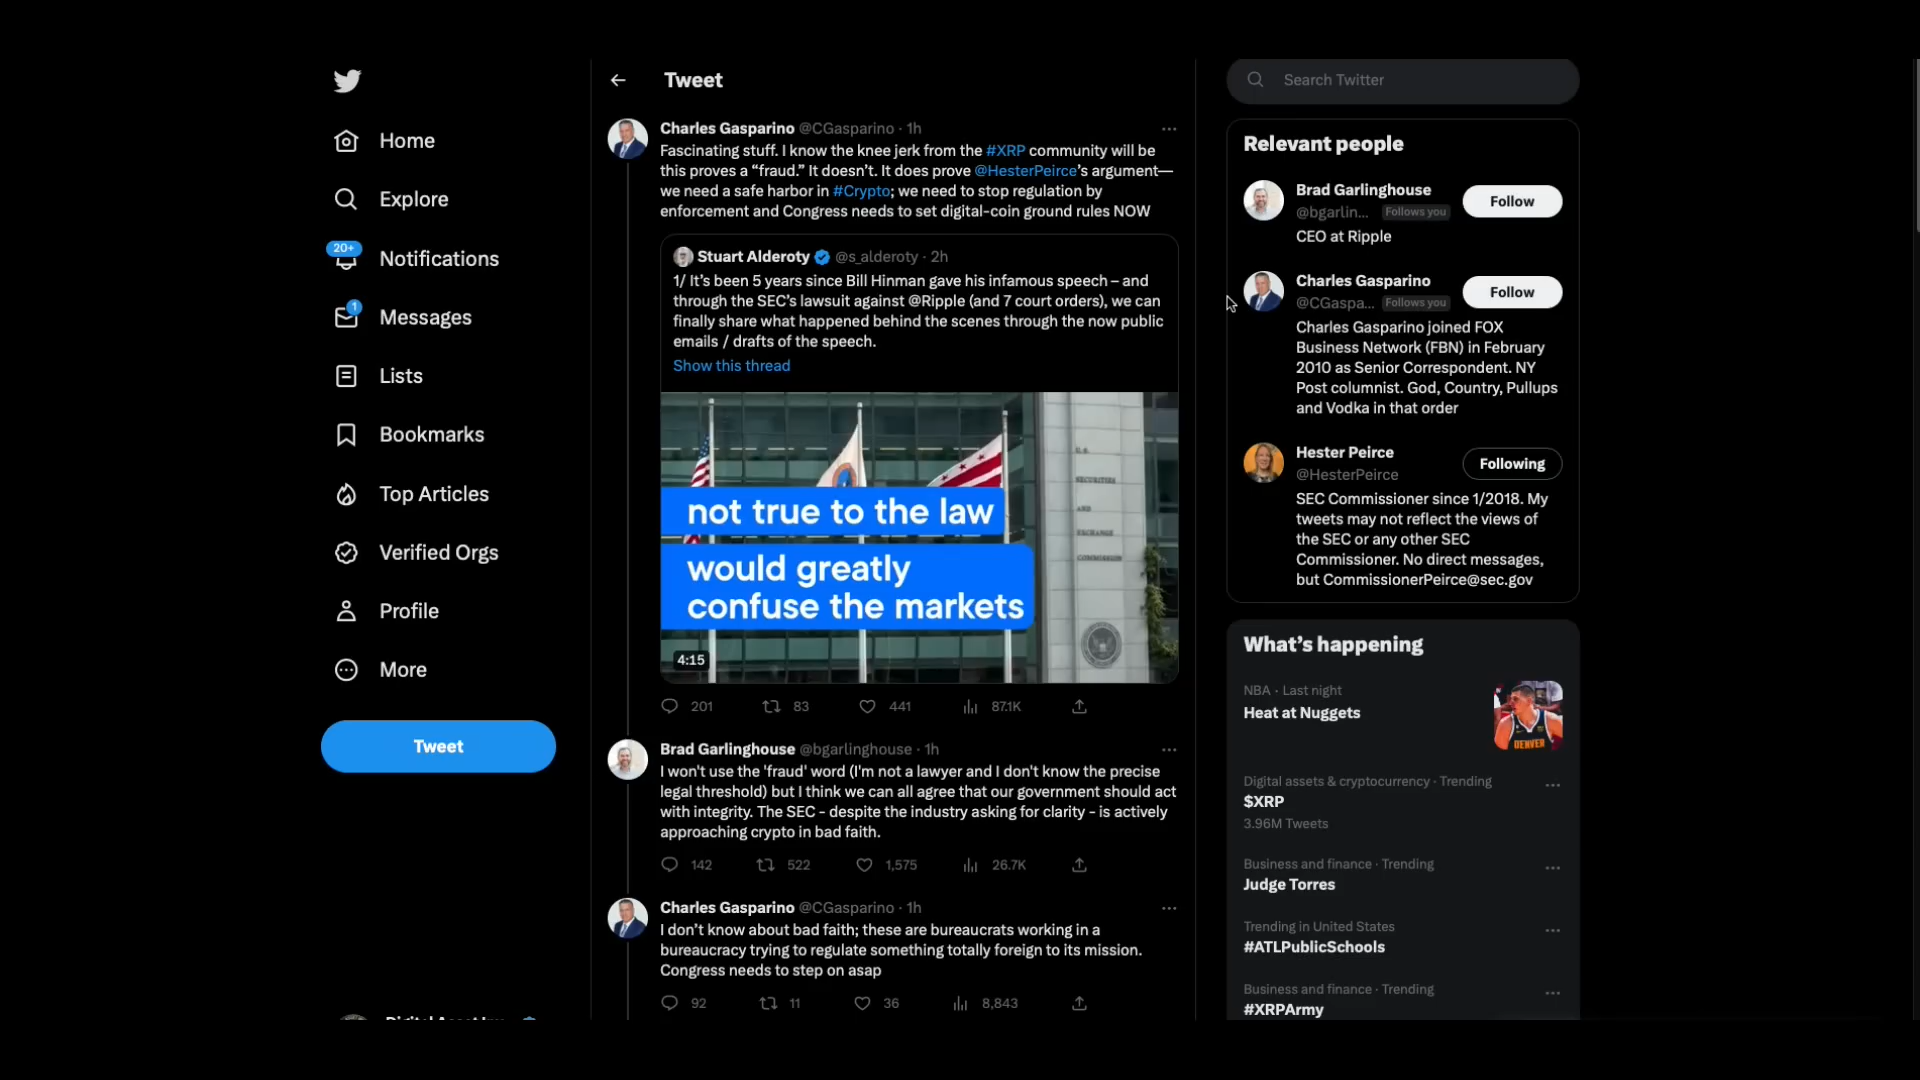 Home
Explore
20+
Notifications
1
Messages
Lists
Bookmarks
Top Articles
Verified Orgs
Profile
More
Tweet
Tweet
Charles Gasparino @CGasparino · 1h
Fascinating stuff. I know the knee jerk from the #XRP community will be
this proves a “fraud.” It doesn’t. It does prove @HesterPeirce’s argument—
we need a safe harbor in #Crypto; we need to stop regulation by
enforcement and Congress needs to set digital-coin ground rules NOW
Stuart Alderoty @s_alderoty · 2h
1/ It’s been 5 years since Bill Hinman gave his infamous speech – and
through the SEC’s lawsuit against @Ripple (and 7 court orders), we can
finally share what happened behind the scenes through the now public
emails / drafts of the speech.
Show this thread
U.S.
SECURITIES
AND
EXCHANGE
COMMISSION
not true to the law
would greatly
confuse the markets
4:15
201 83 441 87.1K
Brad Garlinghouse @bgarlinghouse · 1h
I won't use the 'fraud' word (I'm not a lawyer and I don't know the precise
legal threshold) but I think we can all agree that our government should act
with integrity. The SEC - despite the industry asking for clarity - is actively
approaching crypto in bad faith.
142 522 1,575 26.7K
Charles Gasparino @CGasparino · 1h
I don’t know about bad faith; these are bureaucrats working in a
bureaucracy trying to regulate something totally foreign to its mission.
Congress needs to step on asap
92 11 36 8,843
Search Twitter
Relevant people
Brad Garlinghouse
@bgarlin... Follows you
Follow
CEO at Ripple
Charles Gasparino
@CGaspa... Follows you
Follow
Charles Gasparino joined FOX
Business Network (FBN) in February
2010 as Senior Correspondent. NY
Post columnist. God, Country, Pullups
and Vodka in that order
Hester Peirce
@HesterPeirce
Following
SEC Commissioner since 1/2018. My
tweets may not reflect the views of
the SEC or any other SEC
Commissioner. No direct messages,
but CommissionerPeirce@sec.gov
What’s happening
NBA · Last night
Heat at Nuggets
DENVER
Digital assets & cryptocurrency · Trending
$XRP
3.96M Tweets
Business and finance · Trending
Judge Torres
Trending in United States
#ATLPublicSchools
Business and finance · Trending
#XRPArmy